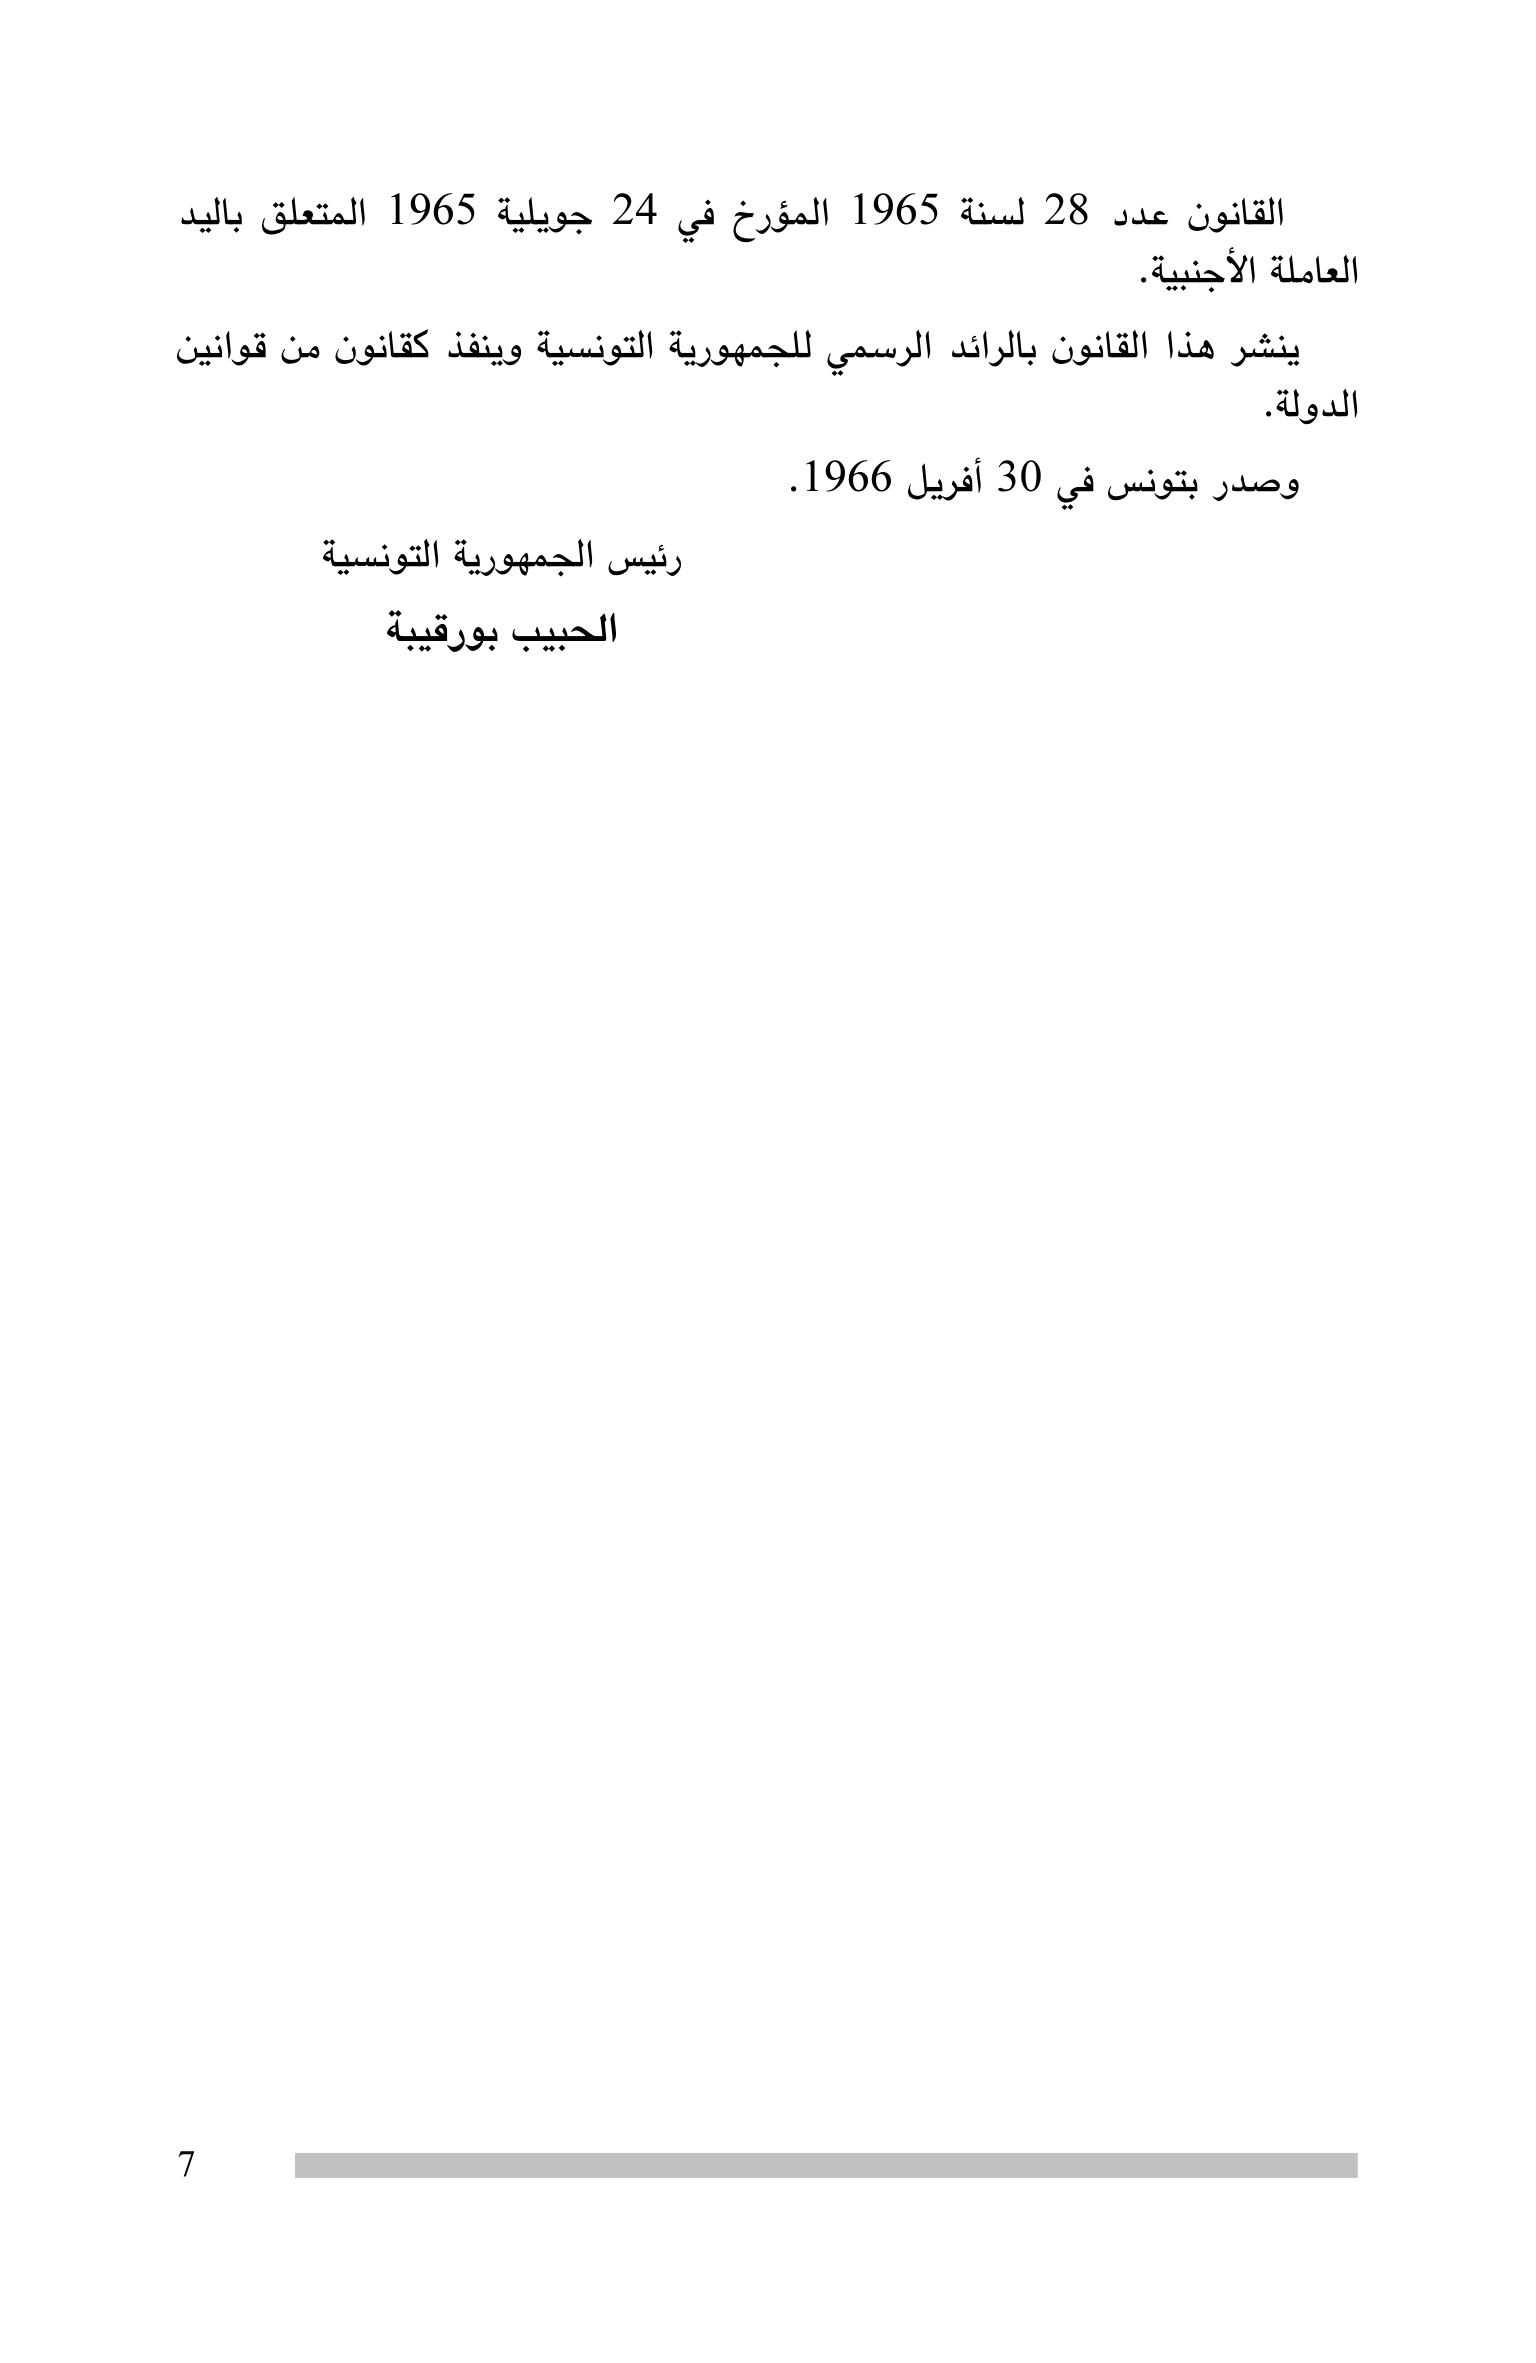 القانون عدد 28 لسنة 1965 المؤرخ في 24 جويلية 1965 المتعلق باليد
العاملة الأجنبية.
ينشر هذا القانون بالرائد الرسمي للجمهورية التونسية وينفذ كقانون من قوانين
الدولة.
وصدر بتونس في 30 أفريل 1966.
رئيس الجمهورية التونسية
الحبيب بورقيبة
7